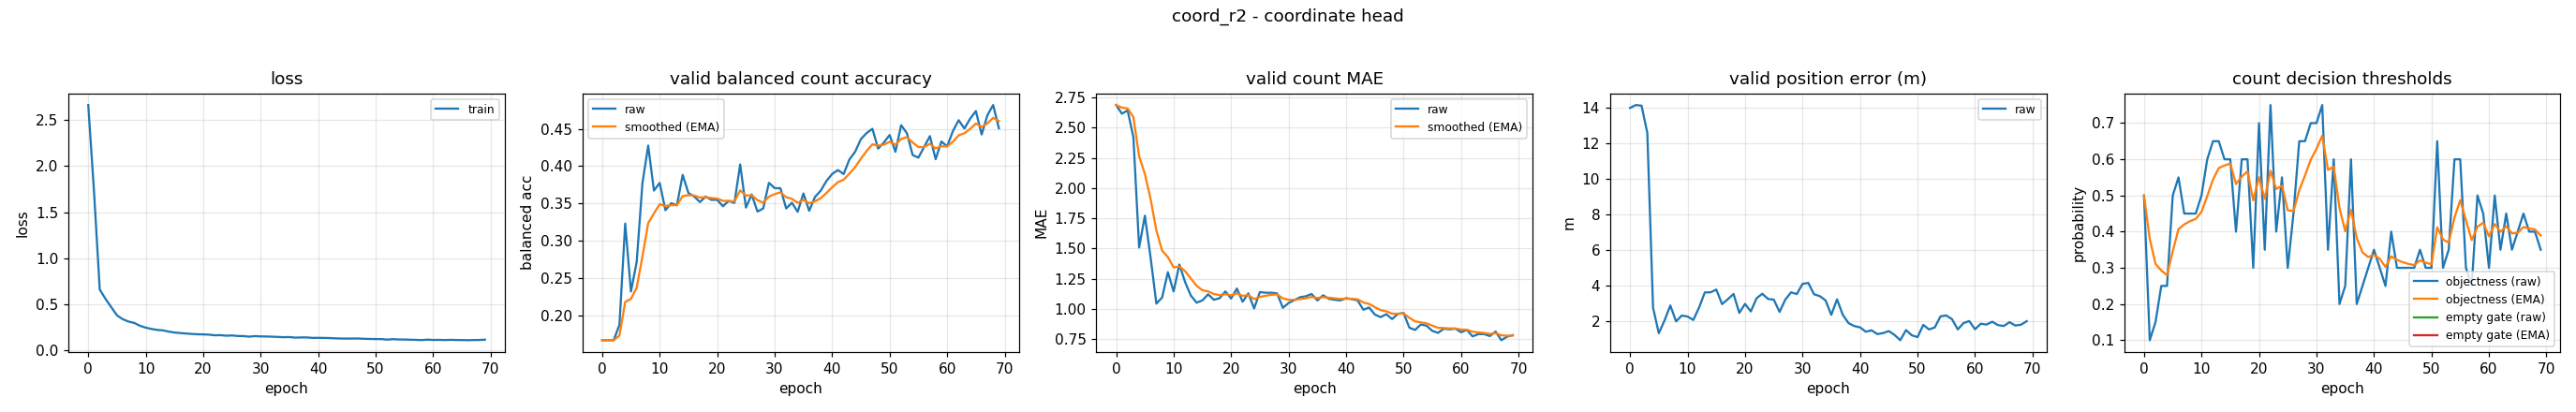 coord_r2 - coordinate head
loss
loss
2.5
2.0
1.5
1.0
0.5
0.0
train
0 10 20 30 40 50 60 70
epoch
valid balanced count accuracy
balanced acc
0.45
0.40
0.35
0.30
0.25
0.20
raw
smoothed (EMA)
0 10 20 30 40 50 60 70
epoch
valid count MAE
MAE
2.75
2.50
2.25
2.00
1.75
1.50
1.25
1.00
0.75
raw
smoothed (EMA)
0 10 20 30 40 50 60 70
epoch
valid position error (m)
m
14
12
10
8
6
4
2
raw
0 10 20 30 40 50 60 70
epoch
count decision thresholds
probability
0.7
0.6
0.5
0.4
0.3
0.2
0.1
objectness (raw)
objectness (EMA)
empty gate (raw)
empty gate (EMA)
0 10 20 30 40 50 60 70
epoch